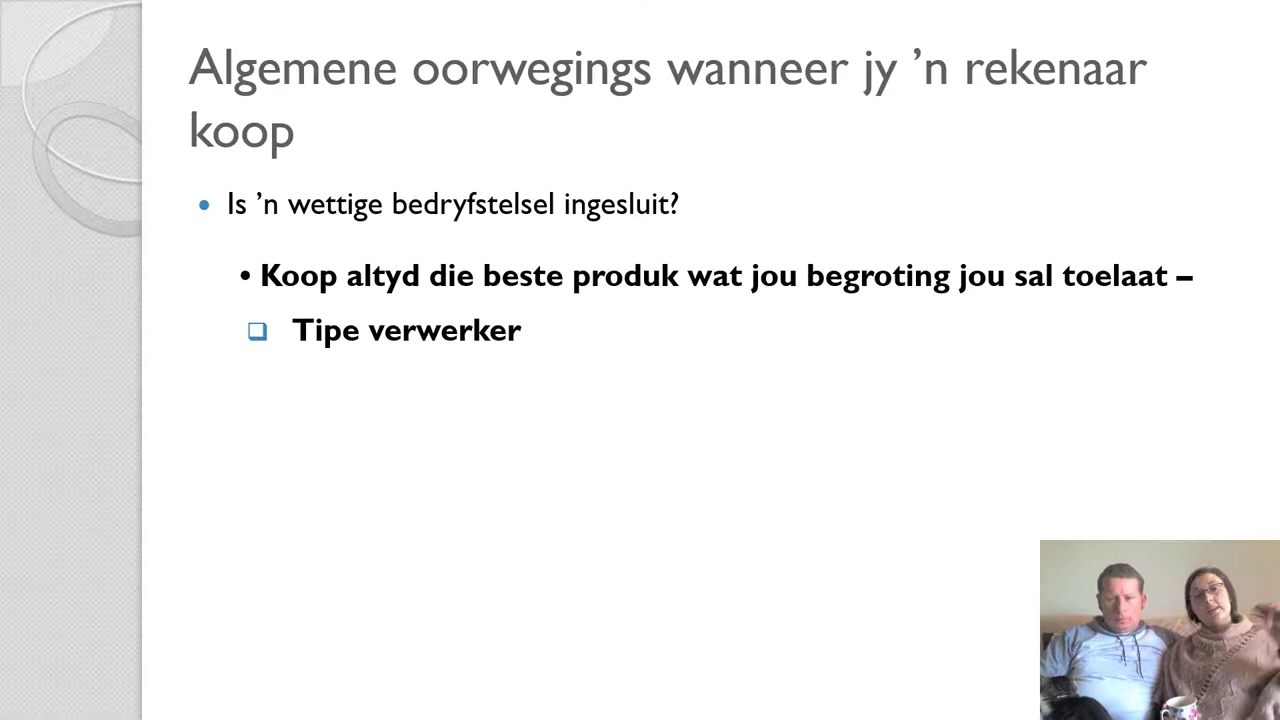 Algemene oorwegings wanneer jy ’n rekenaar
koop
• Is ’n wettige bedryfstelsel ingesluit?
• Koop altyd die beste produk wat jou begroting jou sal toelaat –
❑ Tipe verwerker